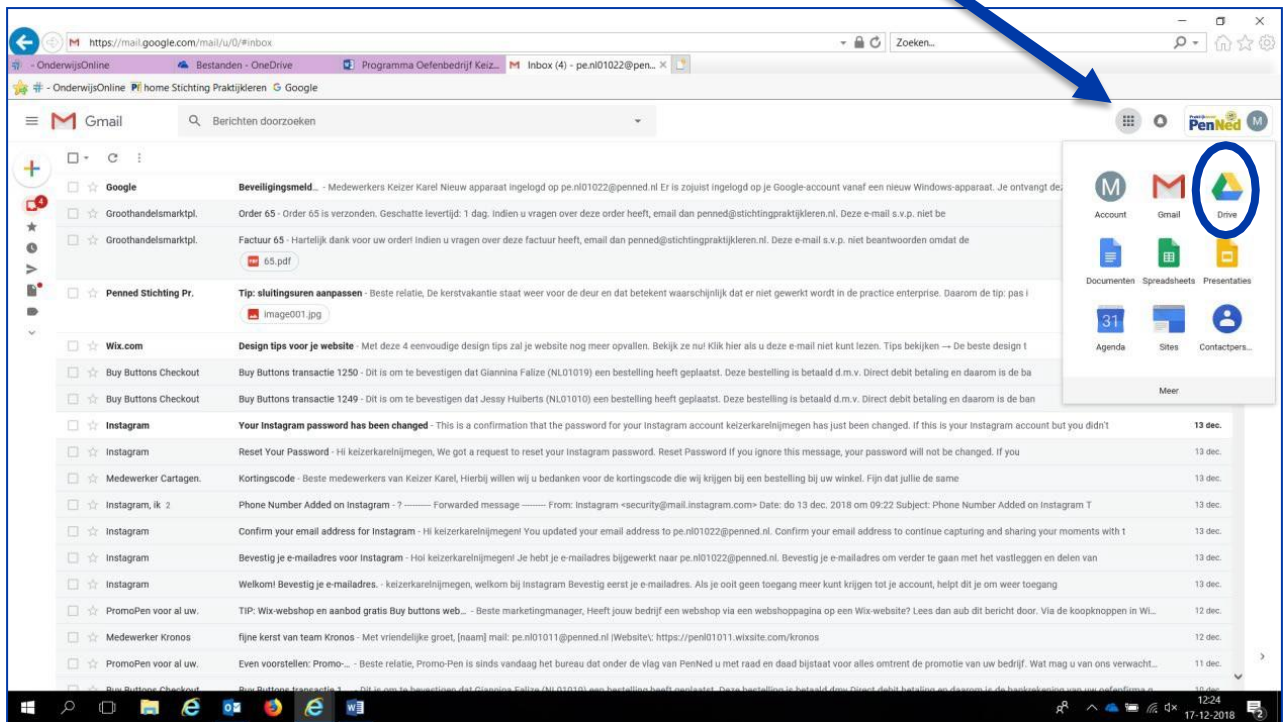 https://mail.google.com/mail/u/0/#inbox
Zoeken...
- OnderwijsOnline
Bestanden - OneDrive
Programma Oefenbedrijf Keiz...
Inbox (4) - pe.nl01022@pen...
- OnderwijsOnline
home Stichting Praktijkleren
Google
Gmail
Berichten doorzoeken
PenNed
M
Google Beveiligingsmeld... - Medewerkers Keizer Karel Nieuw apparaat ingelogd op pe.nl01022@penned.nl Er is zojuist ingelogd op je Google-account vanaf een nieuw Windows-apparaat. Je ontvangt dez
4
Groothandelsmarktpl. Order 65 - Order 65 is verzonden. Geschatte levertijd: 1 dag. Indien u vragen over deze order heeft, email dan penned@stichtingpraktijkleren.nl. Deze e-mail s.v.p. niet be
Groothandelsmarktpl. Factuur 65 - Hartelijk dank voor uw order! Indien u vragen over deze factuur heeft, email dan penned@stichtingpraktijkleren.nl. Deze e-mail s.v.p. niet beantwoorden omdat de
65.pdf
Penned Stichting Pr. Tip: sluitingsuren aanpassen - Beste relatie, De kerstvakantie staat weer voor de deur en dat betekent waarschijnlijk dat er niet gewerkt wordt in de practice enterprise. Daarom de tip: pas i
image001.jpg
Wix.com Design tips voor je website - Met deze 4 eenvoudige design tips zal je website nog meer opvallen. Bekijk ze nu! Klik hier als u deze e-mail niet kunt lezen. Tips bekijken → De beste design t
Buy Buttons Checkout Buy Buttons transactie 1250 - Dit is om te bevestigen dat Giannina Falize (NL01019) een bestelling heeft geplaatst. Deze bestelling is betaald d.m.v. Direct debit betaling en daarom is de ba
Buy Buttons Checkout Buy Buttons transactie 1249 - Dit is om te bevestigen dat Jessy Huiberts (NL01010) een bestelling heeft geplaatst. Deze bestelling is betaald d.m.v. Direct debit betaling en daarom is de ban
M
Account Gmail Drive
Documenten Spreadsheets Presentaties
31
Agenda Sites Contactpers...
Meer
Instagram Your Instagram password has been changed - This is a confirmation that the password for your Instagram account keizerkarelnijmegen has just been changed. If this is your Instagram account but you didn't 13 dec.
Instagram Reset Your Password - Hi keizerkarelnijmegen, We got a request to reset your Instagram password. Reset Password If you ignore this message, your password will not be changed. If you 13 dec.
Medewerker Cartagen. Kortingscode - Beste medewerkers van Keizer Karel, Hierbij willen wij u bedanken voor de kortingscode die wij krijgen bij een bestelling bij uw winkel. Fijn dat jullie de same 13 dec.
Instagram, ik 2 Phone Number Added on Instagram - ? --------- Forwarded message --------- From: Instagram <security@mail.instagram.com> Date: do 13 dec. 2018 om 09:22 Subject: Phone Number Added on Instagram T 13 dec.
Instagram Confirm your email address for Instagram - Hi keizerkarelnijmegen! You updated your email address to pe.nl01022@penned.nl. Confirm your email address to continue capturing and sharing your moments with t 13 dec.
Instagram Bevestig je e-mailadres voor Instagram - Hoi keizerkarelnijmegen! Je hebt je e-mailadres bijgewerkt naar pe.nl01022@penned.nl. Bevestig je e-mailadres om verder te gaan met het vastleggen en delen van 13 dec.
Instagram Welkom! Bevestig je e-mailadres. - keizerkarelnijmegen, welkom bij Instagram Bevestig eerst je e-mailadres. Als je ooit geen toegang meer kunt krijgen tot je account, helpt dit je om weer toegang 13 dec.
PromoPen voor al uw. TIP: Wix-webshop en aanbod gratis Buy buttons web... - Beste marketingmanager, Heeft jouw bedrijf een webshop via een webshoppagina op een Wix-website? Lees dan aub dit bericht door. Via de koopknoppen in Wi... 12 dec.
Medewerker Kronos fijne kerst van team Kronos - Met vriendelijke groet, [naam] mail: pe.nl01011@penned.nl |Website\: https://penl01011.wixsite.com/kronos 12 dec.
PromoPen voor al uw. Even voorstellen: Promo-... - Beste relatie, Promo-Pen is sinds vandaag het bureau dat onder de vlag van PenNed u met raad en daad bijstaat voor alles omtrent de promotie van uw bedrijf. Wat mag u van ons verwacht... 11 dec.
12:24
17-12-2018
2